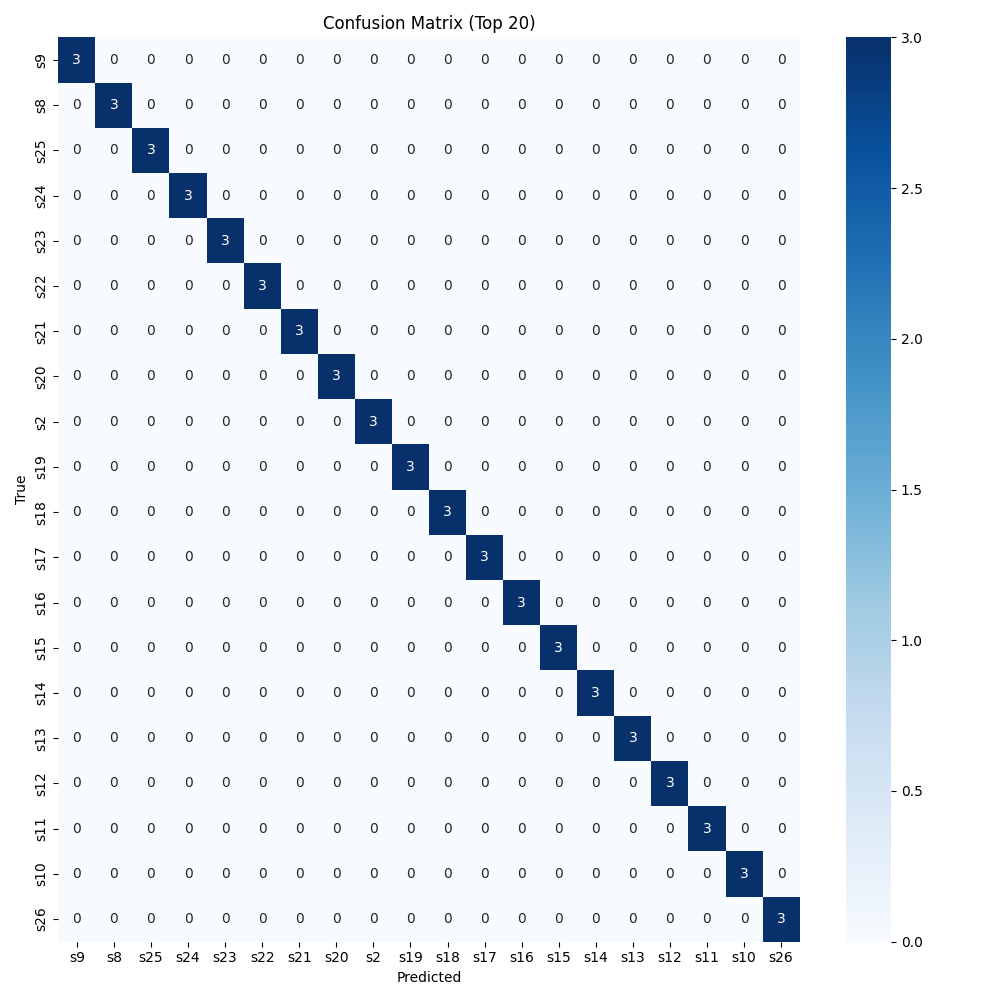 Confusion Matrix (Top 20)
s9 3 0 0 0 0 0 0 0 0 0 0 0 0 0 0 0 0 0 0 0
s8 0 3 0 0 0 0 0 0 0 0 0 0 0 0 0 0 0 0 0 0
s25 0 0 3 0 0 0 0 0 0 0 0 0 0 0 0 0 0 0 0 0
s24 0 0 0 3 0 0 0 0 0 0 0 0 0 0 0 0 0 0 0 0
s23 0 0 0 0 3 0 0 0 0 0 0 0 0 0 0 0 0 0 0 0
s22 0 0 0 0 0 3 0 0 0 0 0 0 0 0 0 0 0 0 0 0
s21 0 0 0 0 0 0 3 0 0 0 0 0 0 0 0 0 0 0 0 0
s20 0 0 0 0 0 0 0 3 0 0 0 0 0 0 0 0 0 0 0 0
s2 0 0 0 0 0 0 0 0 3 0 0 0 0 0 0 0 0 0 0 0
s19 0 0 0 0 0 0 0 0 0 3 0 0 0 0 0 0 0 0 0 0
s18 0 0 0 0 0 0 0 0 0 0 3 0 0 0 0 0 0 0 0 0
s17 0 0 0 0 0 0 0 0 0 0 0 3 0 0 0 0 0 0 0 0
s16 0 0 0 0 0 0 0 0 0 0 0 0 3 0 0 0 0 0 0 0
s15 0 0 0 0 0 0 0 0 0 0 0 0 0 3 0 0 0 0 0 0
s14 0 0 0 0 0 0 0 0 0 0 0 0 0 0 3 0 0 0 0 0
s13 0 0 0 0 0 0 0 0 0 0 0 0 0 0 0 3 0 0 0 0
s12 0 0 0 0 0 0 0 0 0 0 0 0 0 0 0 0 3 0 0 0
s11 0 0 0 0 0 0 0 0 0 0 0 0 0 0 0 0 0 3 0 0
s10 0 0 0 0 0 0 0 0 0 0 0 0 0 0 0 0 0 0 3 0
s26 0 0 0 0 0 0 0 0 0 0 0 0 0 0 0 0 0 0 0 3
s9 s8 s25 s24 s23 s22 s21 s20 s2 s19 s18 s17 s16 s15 s14 s13 s12 s11 s10 s26
Predicted
True
3.0
2.5
2.0
1.5
1.0
0.5
0.0